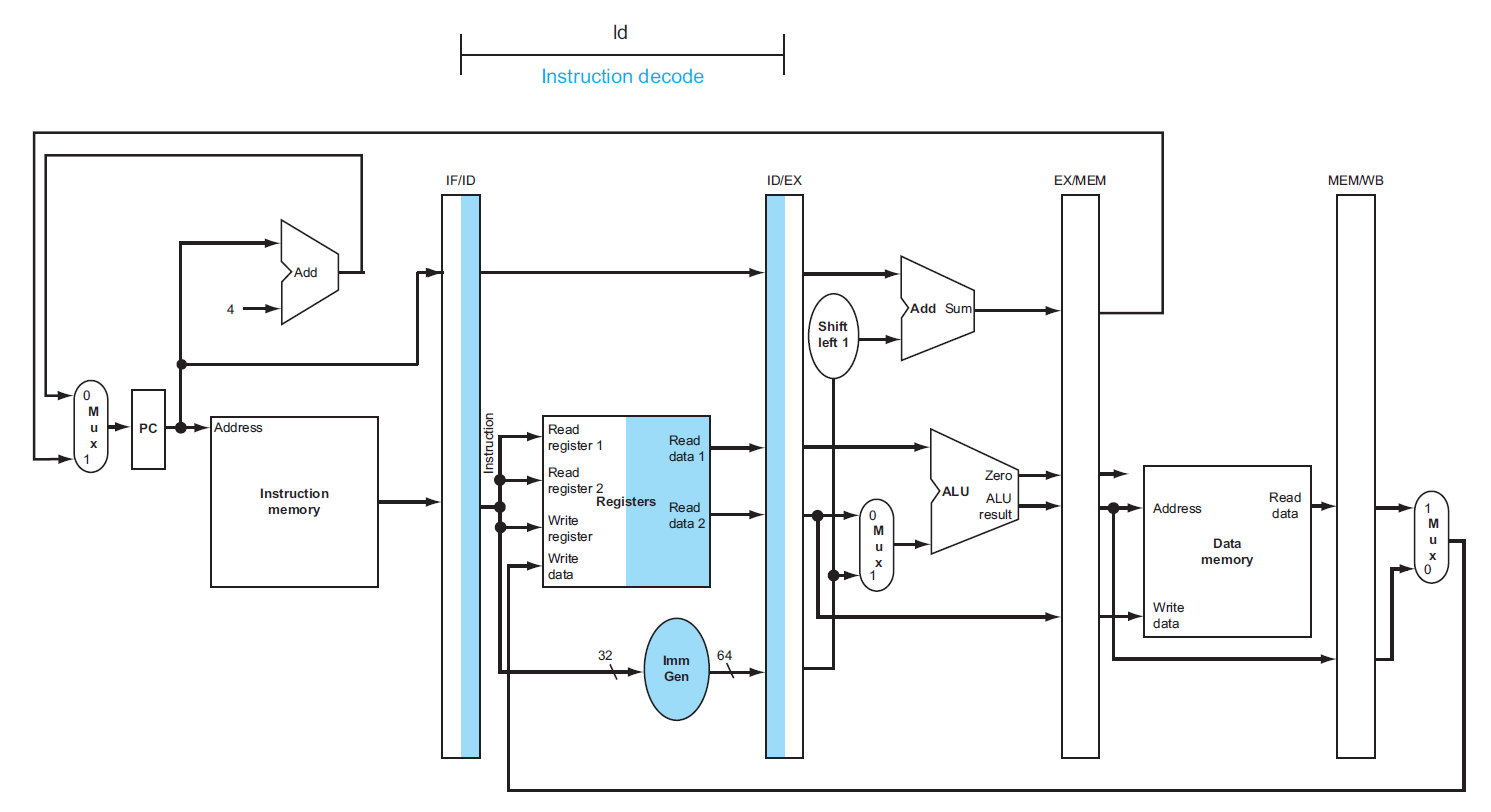 ld
Instruction decode
IF/ID
ID/EX
EX/MEM
MEM/WB
Add
4
0
M
u
x
1
PC
Address
Instruction
memory
Instruction
Read
register 1
Read
register 2
Registers
Write
register
Write
data
Read
data 1
Read
data 2
32
Imm
Gen
64
Shift
left 1
Add Sum
0
M
u
x
1
ALU
Zero
ALU
result
Address
Read
data
Data
memory
Write
data
1
M
u
x
0